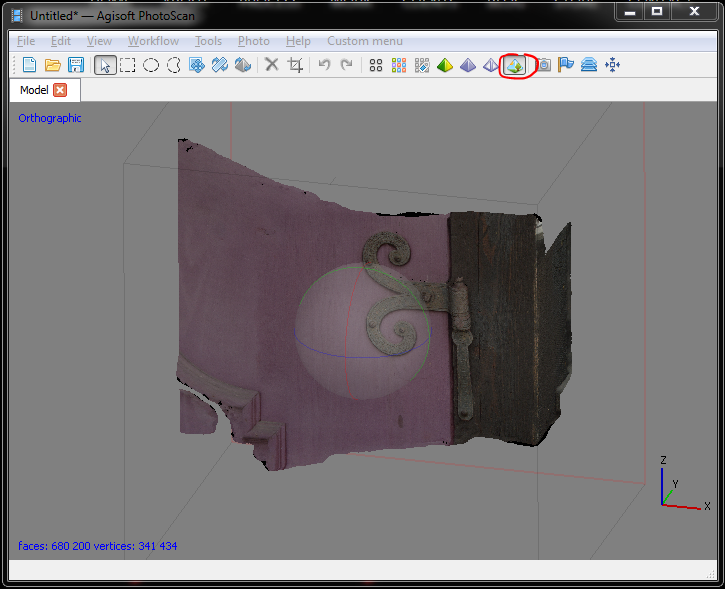 Untitled* — Agisoft PhotoScan
File Edit View Workflow Tools Photo Help Custom menu
Model
Orthographic
Z
Y
X
faces: 680 200 vertices: 341 434